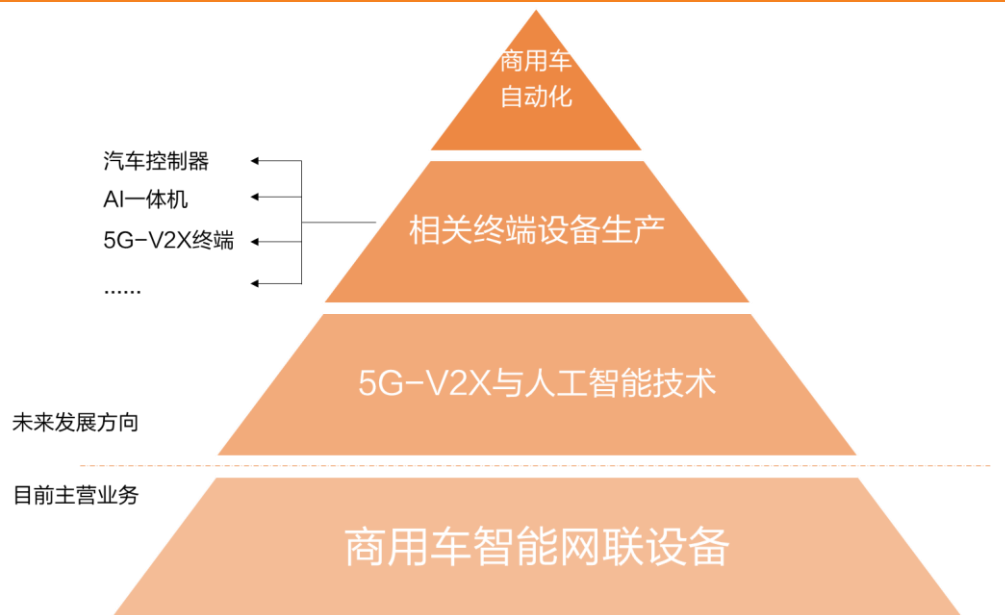 商用车
自动化
汽车控制器
AI一体机
5G-V2X终端
......
相关终端设备生产
5G-V2X与人工智能技术
未来发展方向
目前主营业务
商用车智能网联设备